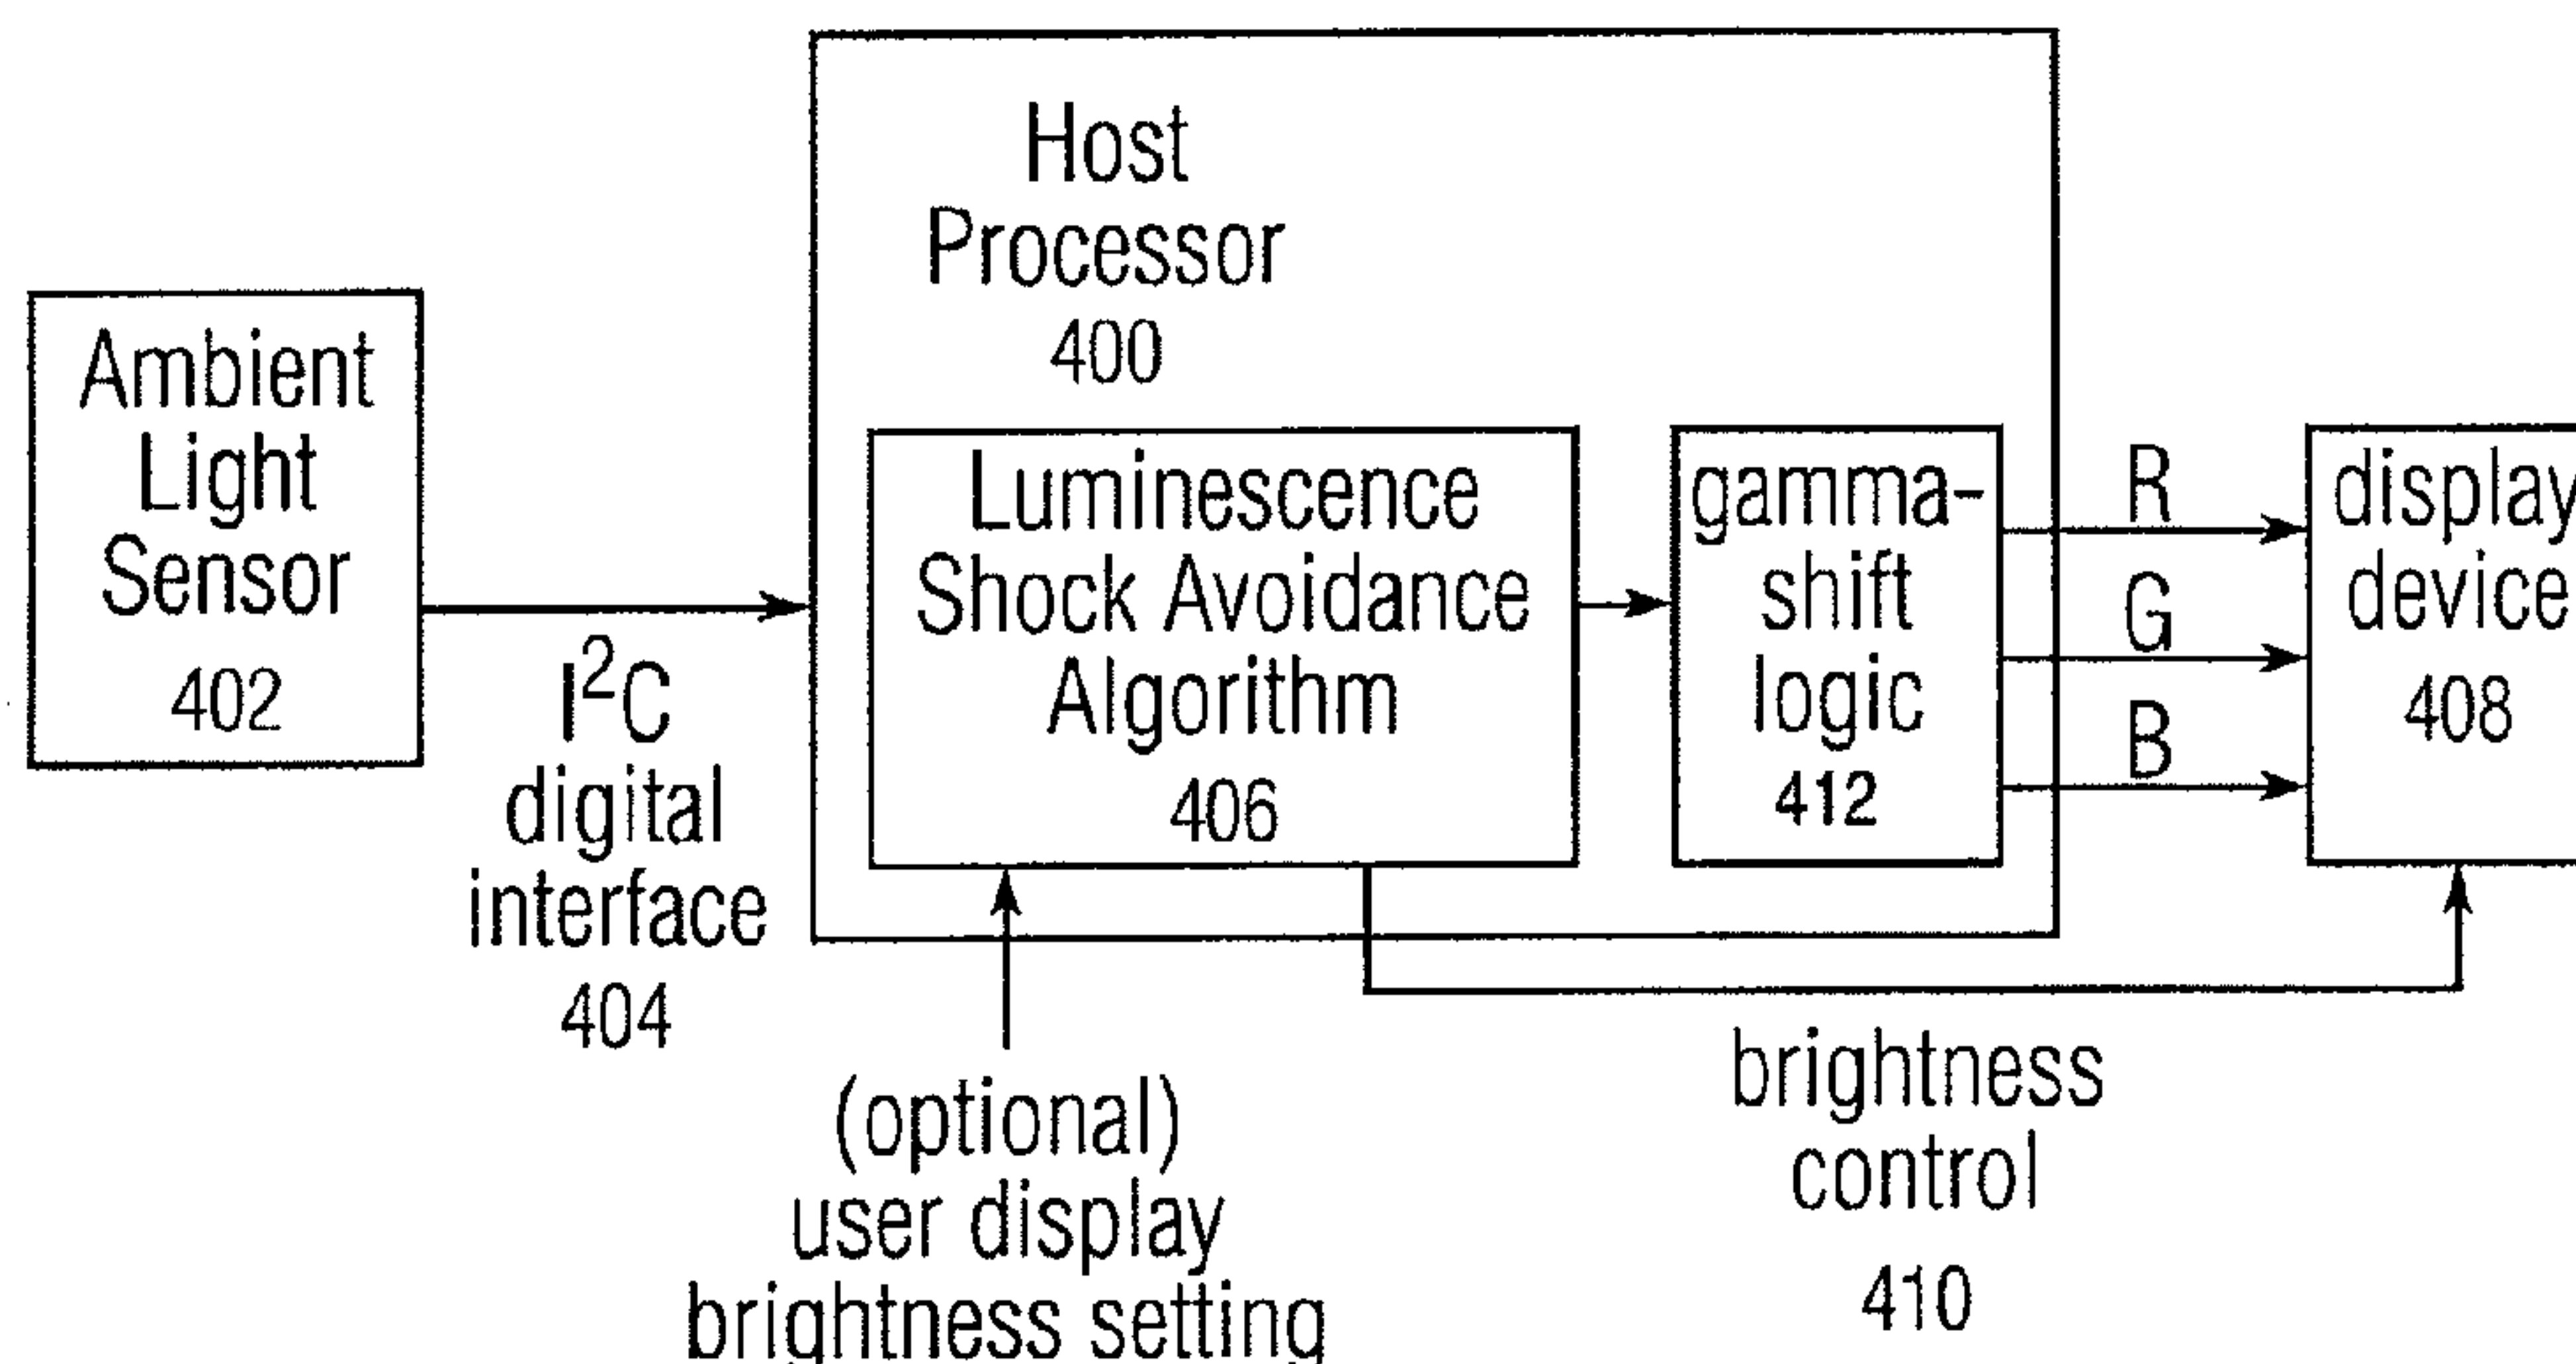 Host
Processor
400
Ambient
Light
Sensor
402
I²C
digital
interface
404
Luminescence
Shock Avoidance
Algorithm
406
gamma-
shift
logic
412
R
G
B
display
device
408
(optional)
user display
brightness setting
brightness
control
410